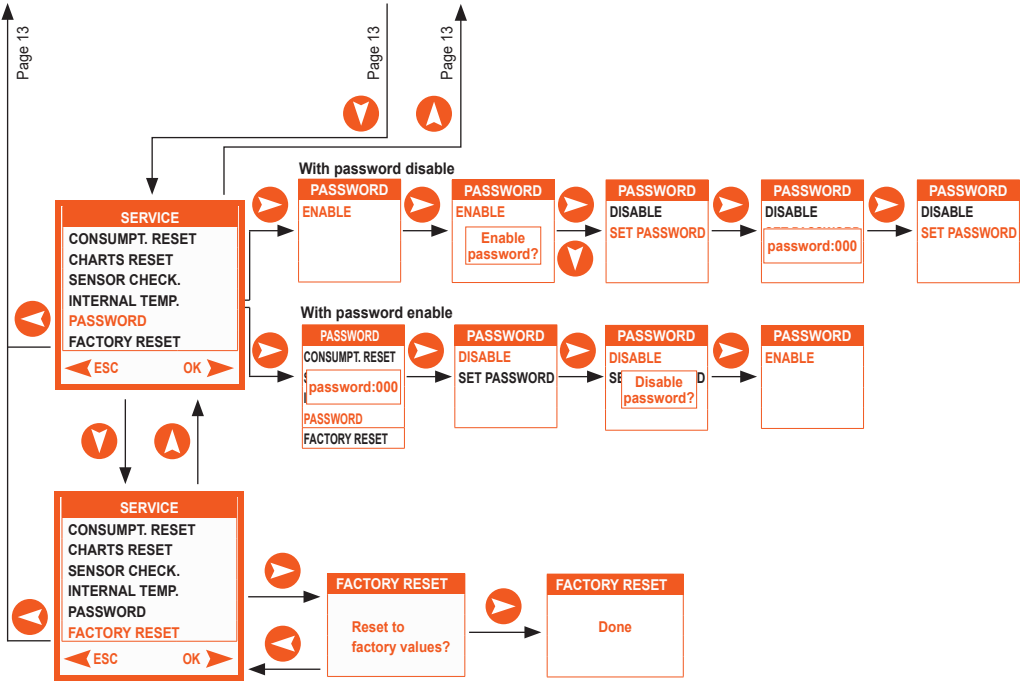 Page 13
Page 13
Page 13
With password disable
PASSWORD
ENABLE
PASSWORD
ENABLE
Enable
password?
PASSWORD
DISABLE
SET PASSWORD
PASSWORD
DISABLE
password:000
PASSWORD
DISABLE
SET PASSWORD
SERVICE
CONSUMPT. RESET
CHARTS RESET
SENSOR CHECK.
INTERNAL TEMP.
PASSWORD
FACTORY RESET
ESC OK
With password enable
PASSWORD
CONSUMPT. RESET
password:000
PASSWORD
FACTORY RESET
PASSWORD
DISABLE
SET PASSWORD
PASSWORD
DISABLE
Disable
password?
PASSWORD
ENABLE
SERVICE
CONSUMPT. RESET
CHARTS RESET
SENSOR CHECK.
INTERNAL TEMP.
PASSWORD
FACTORY RESET
ESC OK
FACTORY RESET
Reset to
factory values?
FACTORY RESET
Done